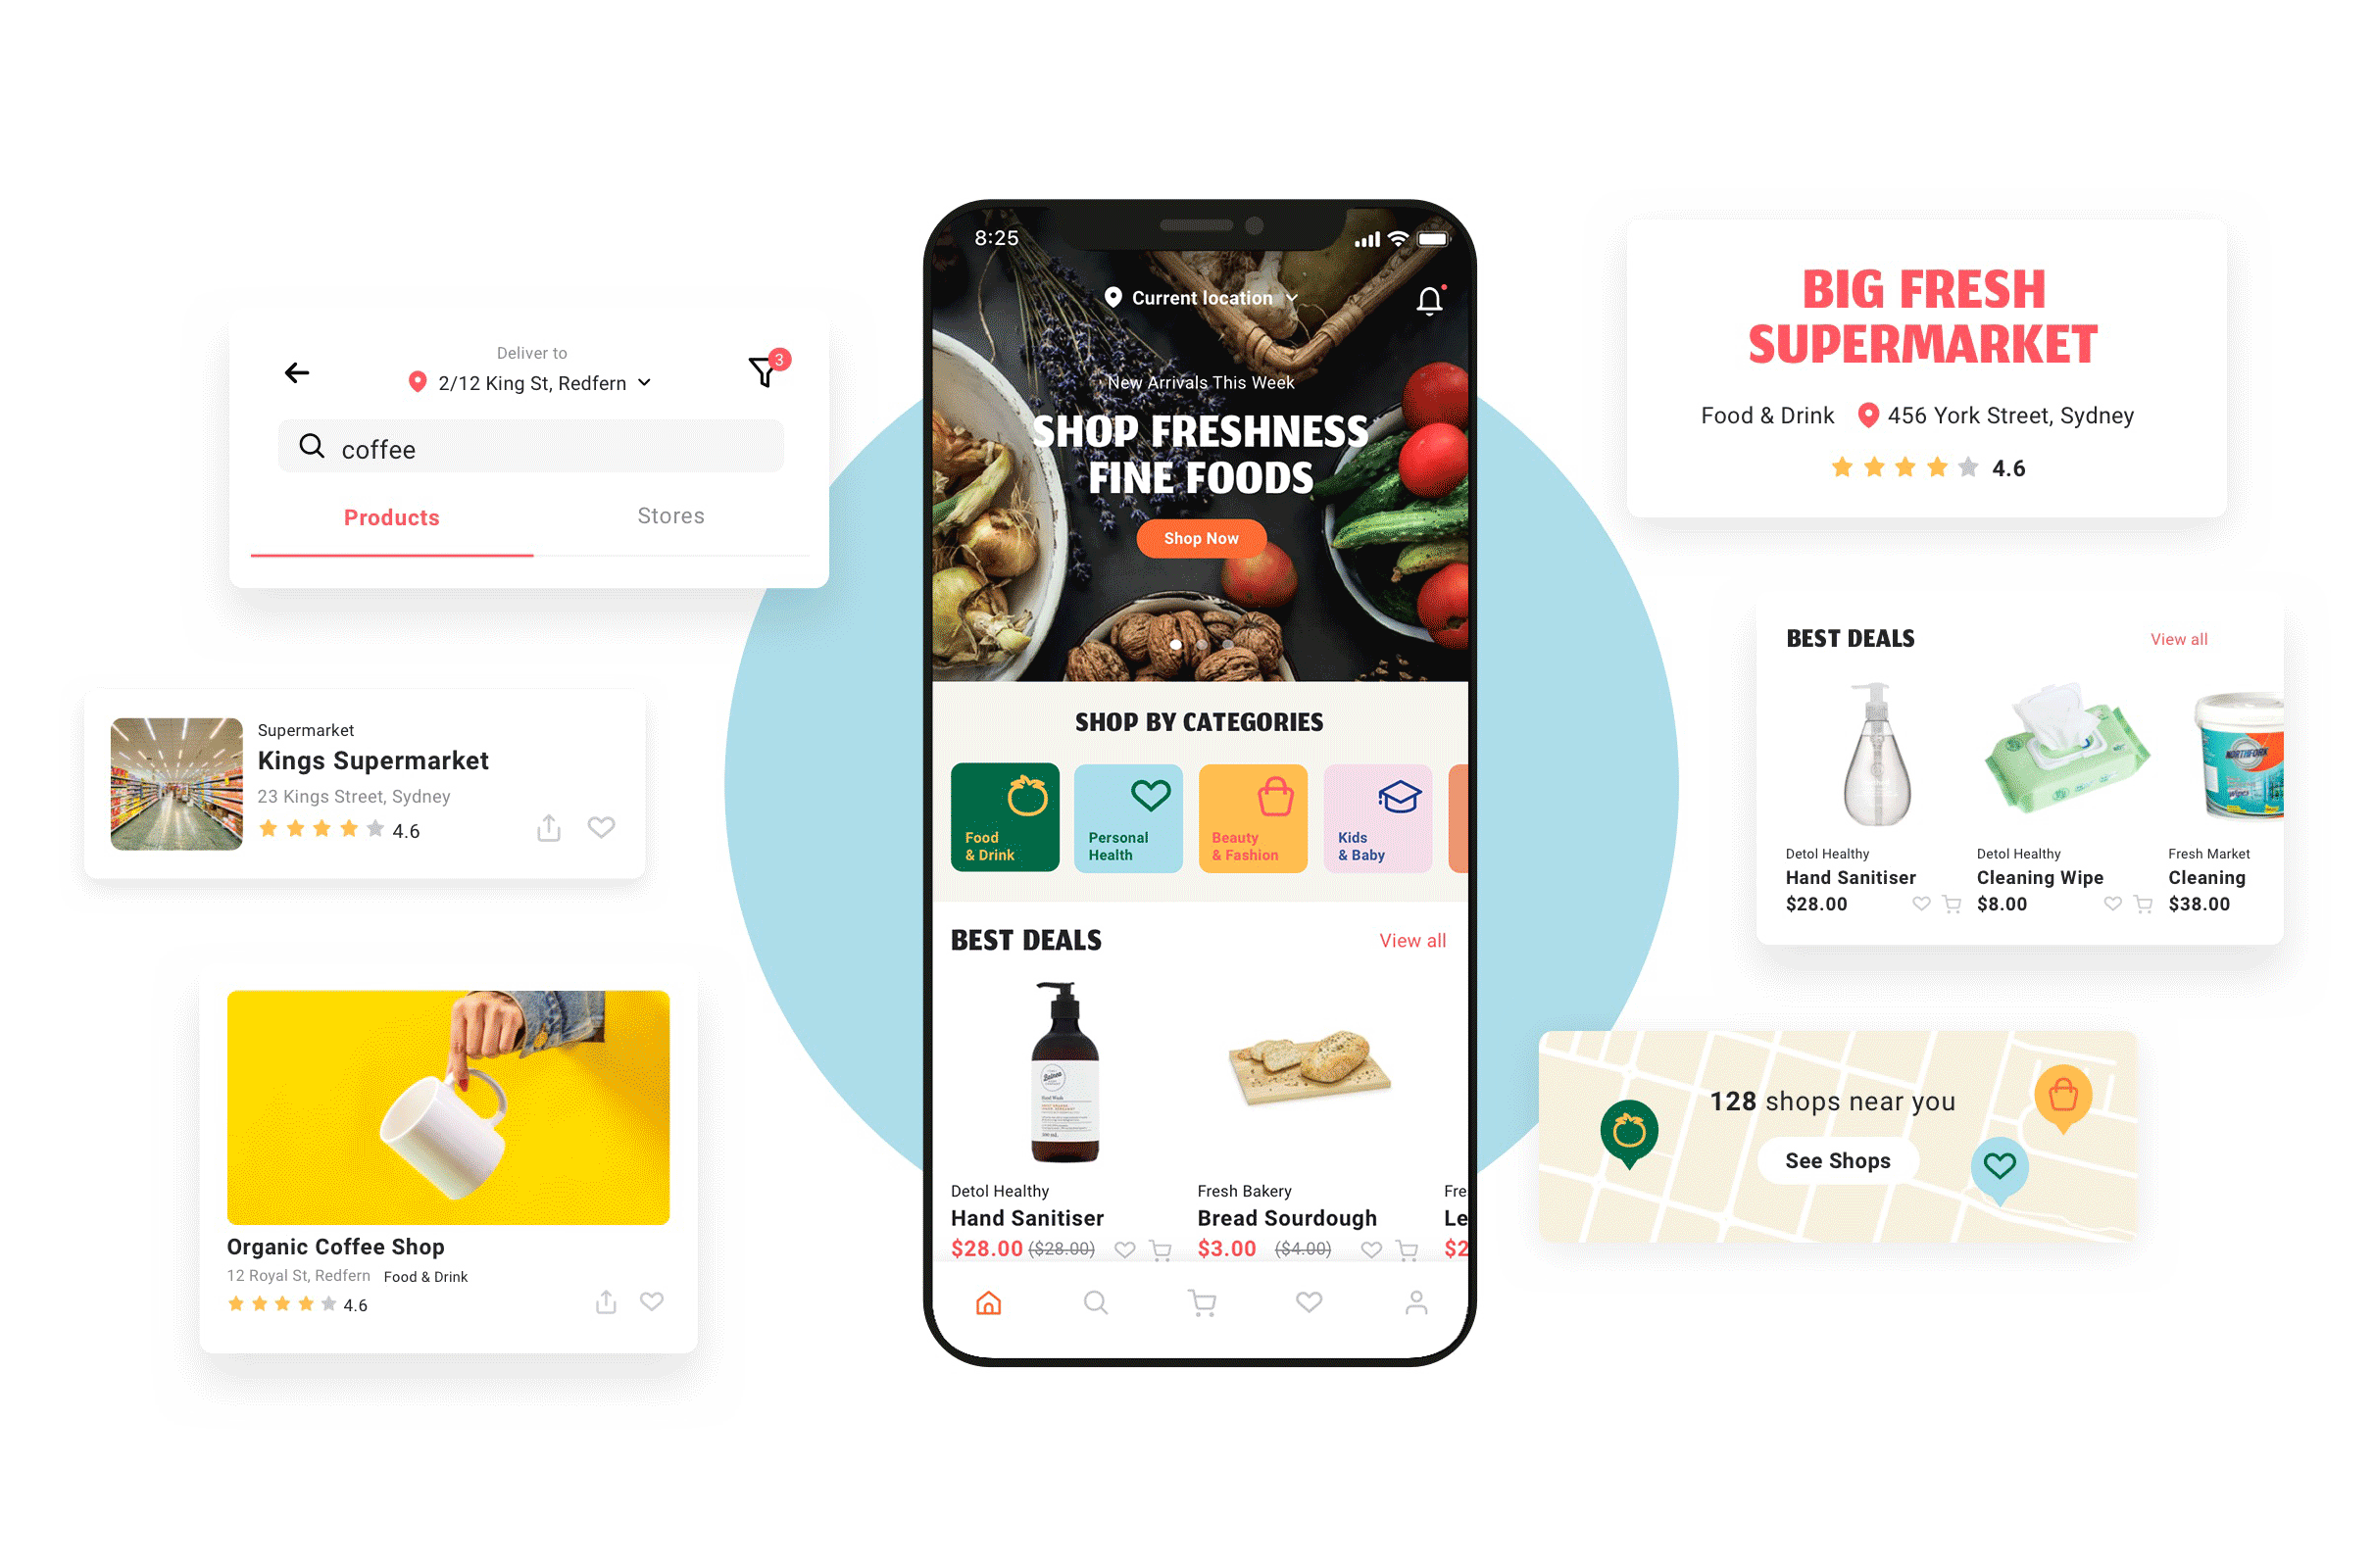 Deliver to
2/12 King St, Redfern
3
coffee
Products Stores
Supermarket
Kings Supermarket
23 Kings Street, Sydney
4.6
Organic Coffee Shop
12 Royal St, Redfern Food & Drink
4.6
8:25
Current location
New Arrivals This Week
SHOP FRESHNESS
FINE FOODS
Shop Now
SHOP BY CATEGORIES
Food
& Drink
Personal
Health
Beauty
& Fashion
Kids
& Baby
BEST DEALS View all
Hand Wash
Detol Healthy
Hand Sanitiser
$28.00 ($28.00)
Fresh Bakery
Bread Sourdough
$3.00 ($4.00)
Fre
Le
$2
BIG FRESH
SUPERMARKET
Food & Drink 456 York Street, Sydney
4.6
BEST DEALS View all
NORTHFORK
Wipes
Detol Healthy
Hand Sanitiser
$28.00
Detol Healthy
Cleaning Wipe
$8.00
Fresh Market
Cleaning
$38.00
128 shops near you
See Shops